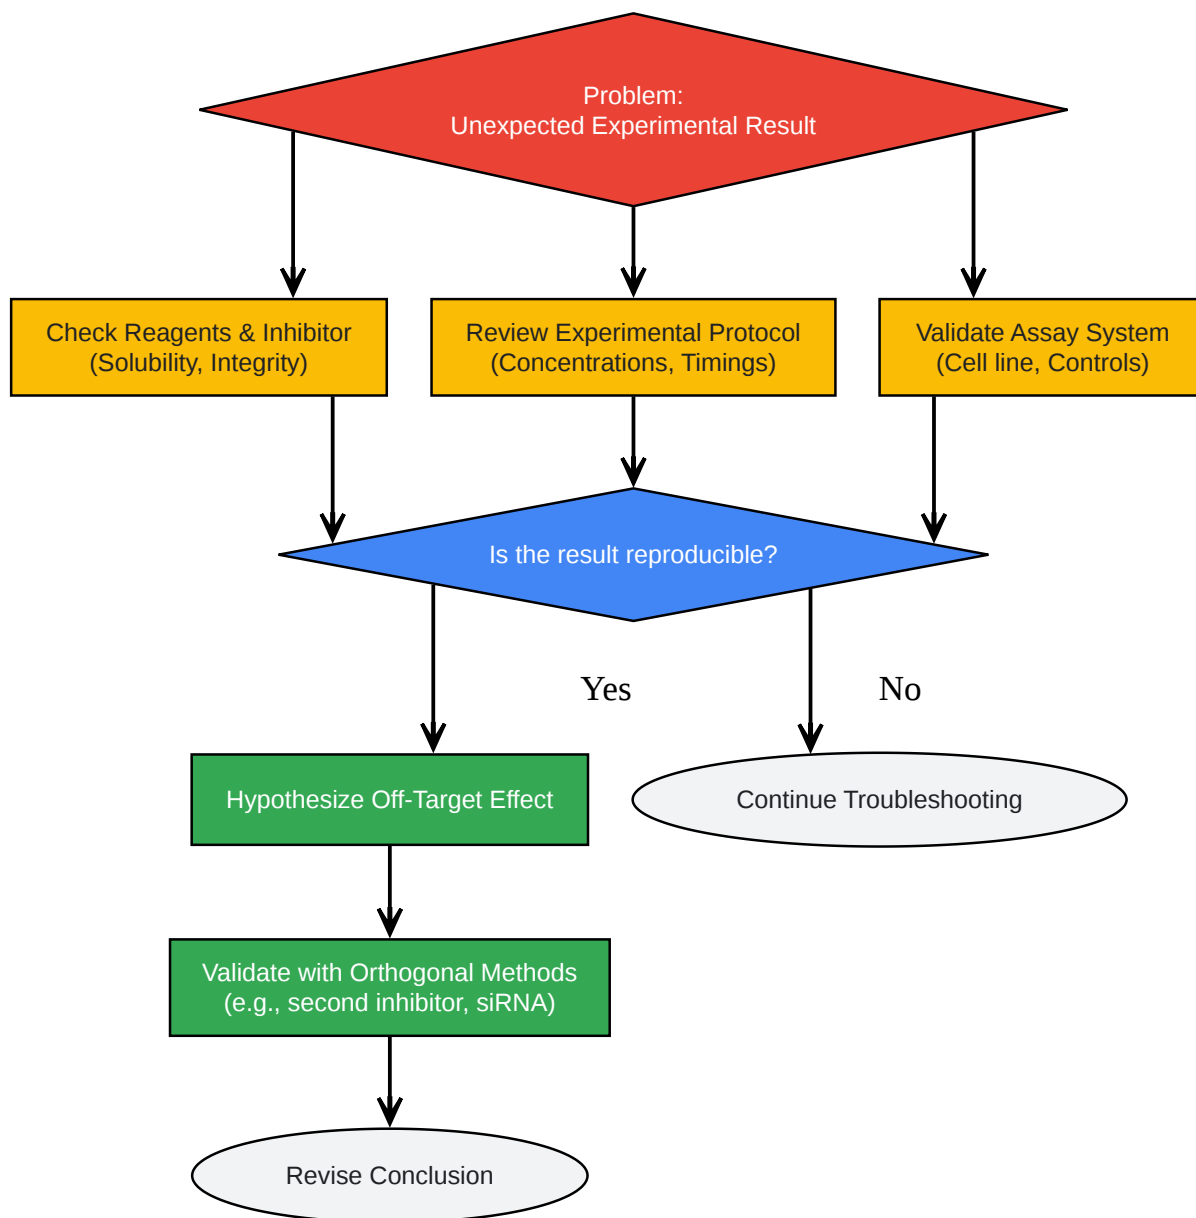 Problem:
Unexpected Experimental Result
Check Reagents & Inhibitor
(Solubility, Integrity)
Review Experimental Protocol
(Concentrations, Timings)
Validate Assay System
(Cell line, Controls)
Is the result reproducible?
Yes
No
Hypothesize Off-Target Effect
Continue Troubleshooting
Validate with Orthogonal Methods
(e.g., second inhibitor, siRNA)
Revise Conclusion